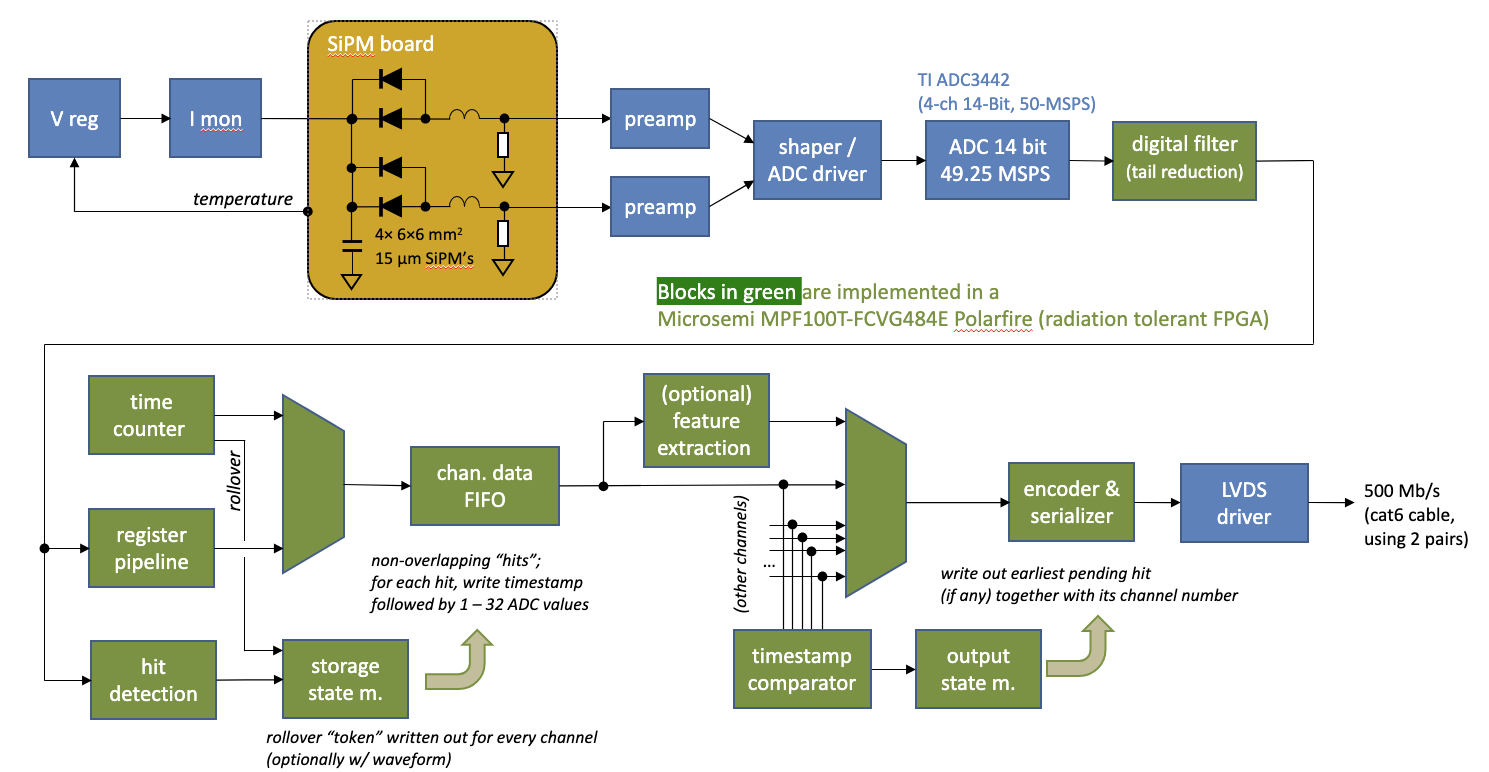 SiPM board
V reg
I mon
temperature
4× 6×6 mm²
15 µm SiPM's
preamp
preamp
shaper /
ADC driver
TI ADC3442
(4-ch 14-Bit, 50-MSPS)
ADC 14 bit
49.25 MSPS
digital filter
(tail reduction)
Blocks in green are implemented in a
Microsemi MPF100T-FCVG484E Polarfire (radiation tolerant FPGA)
time
counter
rollover
register
pipeline
hit
detection
storage
state m.
chan. data
FIFO
non-overlapping “hits”;
for each hit, write timestamp
followed by 1 – 32 ADC values
rollover “token” written out for every channel
(optionally w/ waveform)
(optional)
feature
extraction
(other channels)
...
timestamp
comparator
output
state m.
write out earliest pending hit
(if any) together with its channel number
encoder &
serializer
LVDS
driver
500 Mb/s
(cat6 cable,
using 2 pairs)